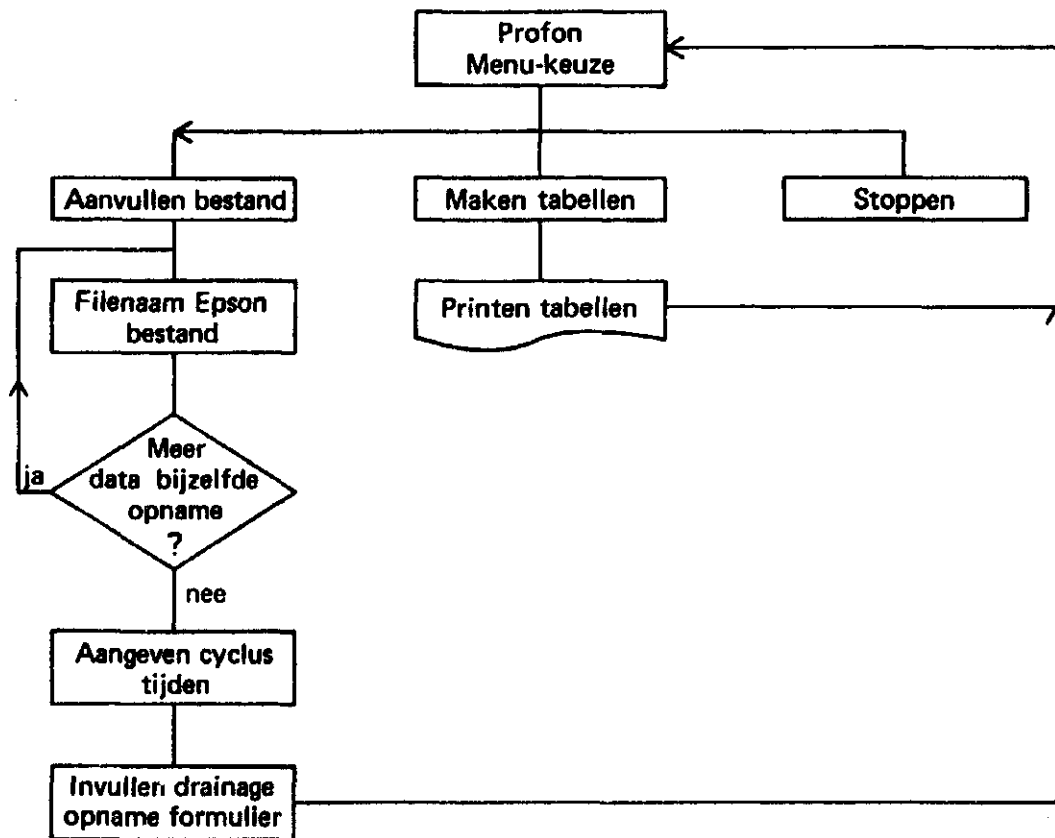 Profon
Menu-keuze
Aanvullen bestand
Maken tabellen
Stoppen
Filenaam Epson
bestand
Printen tabellen
Meer
data bijzelfde
opname
?
ja
nee
Aangeven cyclus
tijden
Invullen drainage
opname formulier